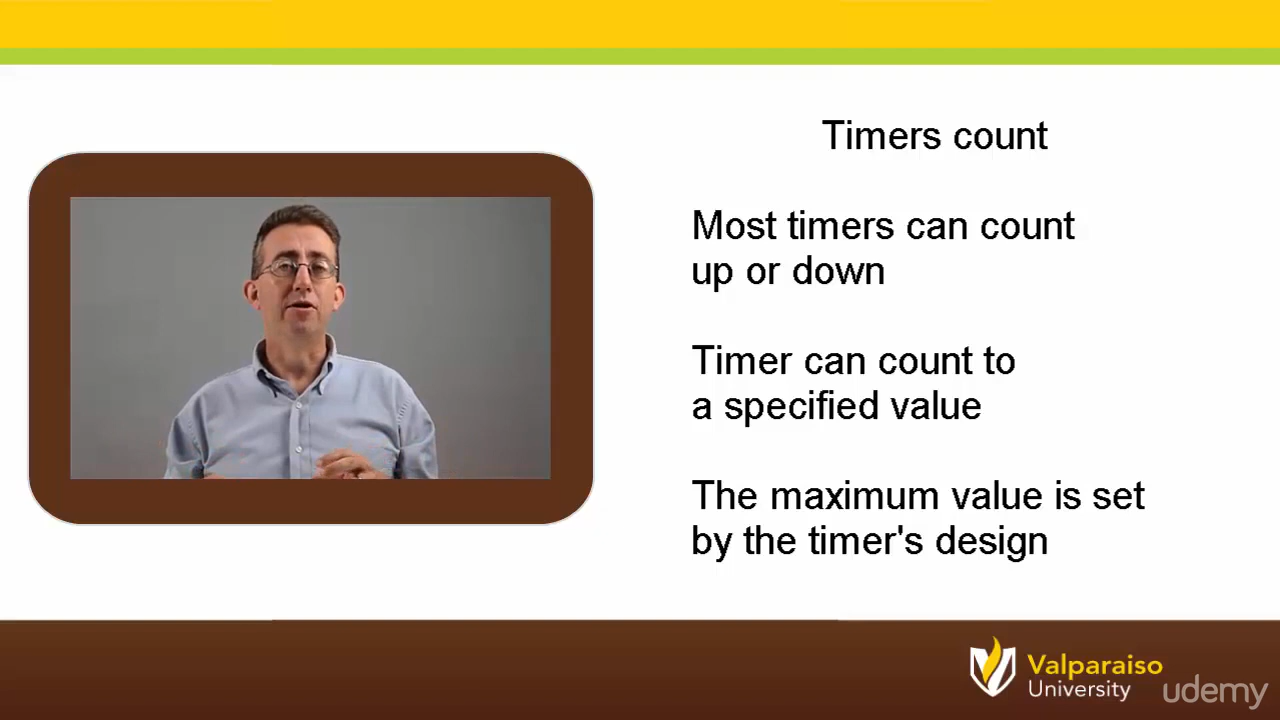 Timers count
Most timers can count
up or down
Timer can count to
a specified value
The maximum value is set
by the timer's design
Valparaiso
University
udemy